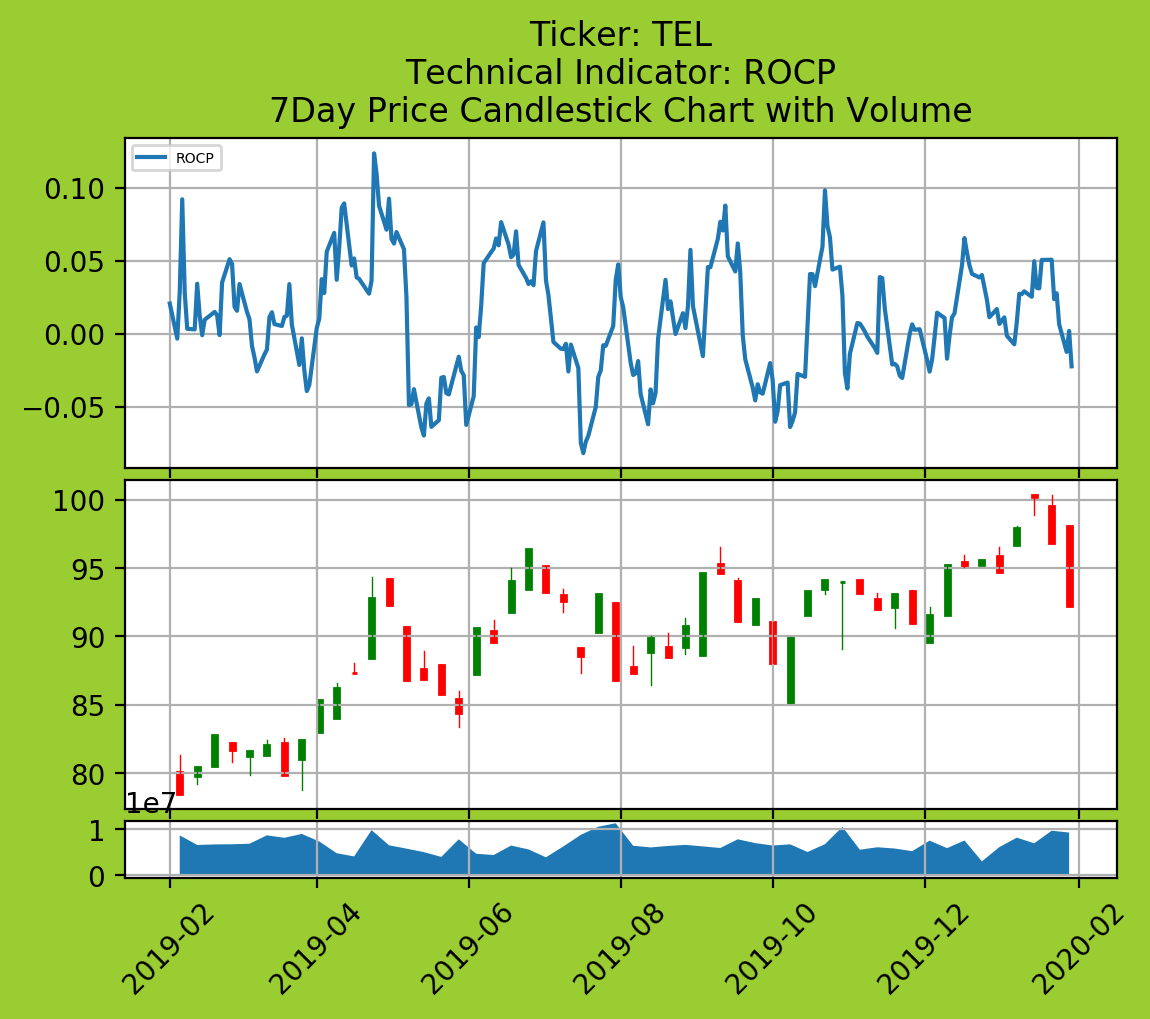 Ticker: TEL
Technical Indicator: ROCP
7Day Price Candlestick Chart with Volume
ROCP
0.10
0.05
0.00
−0.05
100
95
90
85
80
1e7
1
0
2019-02 2019-04 2019-06 2019-08 2019-10 2019-12 2020-02